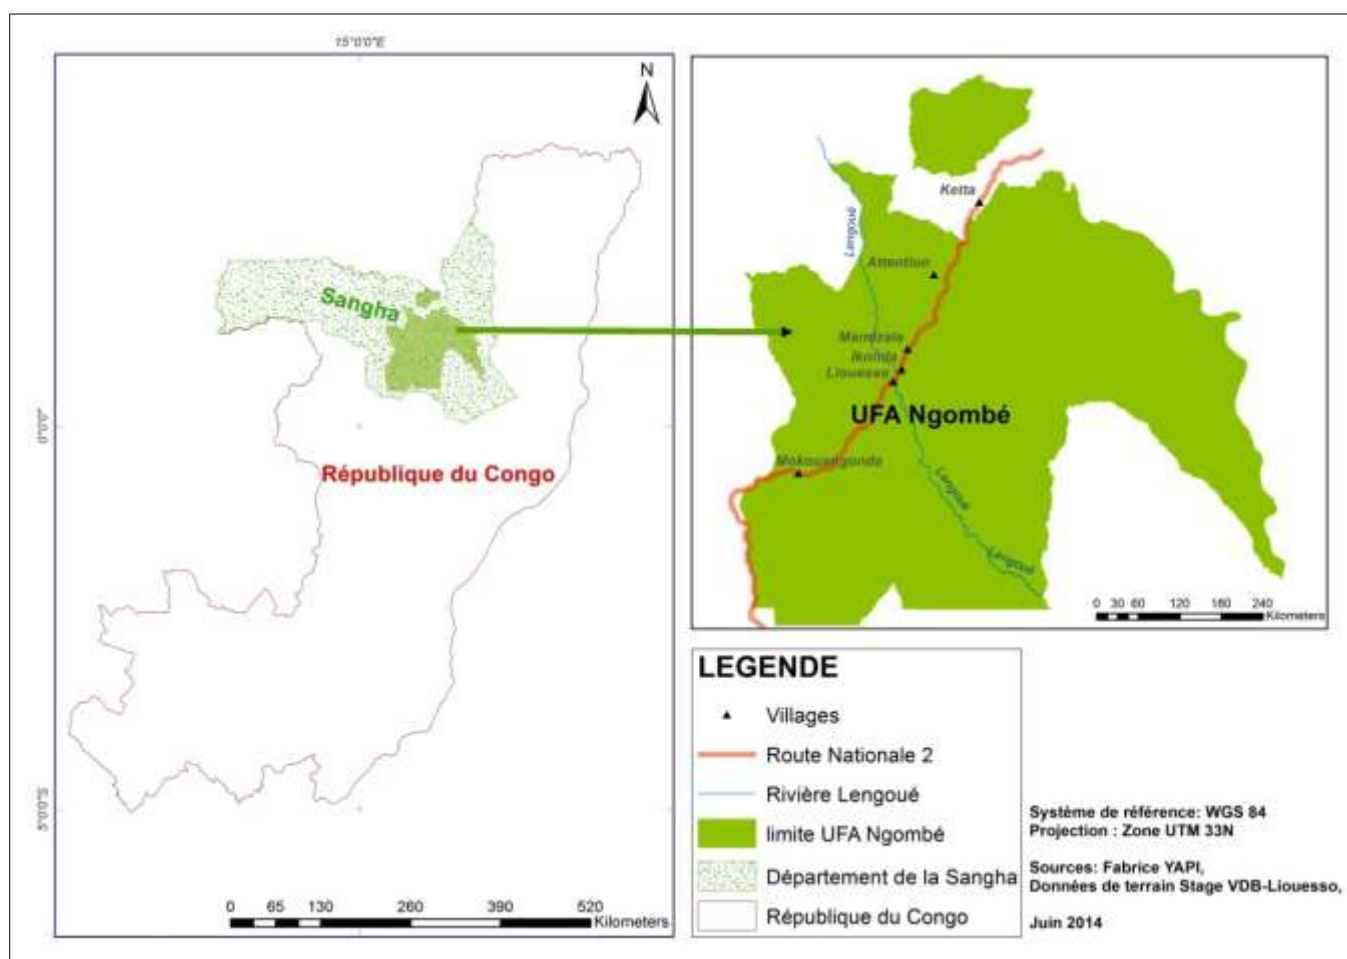 15°0'0"E
N
Sangha
0°0'0"
République du Congo
5°0'0"S
0 65 130 260 390 520
Kilometers
Ketta
Lengoué
Attention
Liouesso
UFA Ngombé
Lengoué
Lengoué
0 30 60 120 180 240
Kilometers
LEGENDE
Villages
Route Nationale 2
Rivière Lengoué
limite UFA Ngombé
Département de la Sangha
République du Congo
Système de référence: WGS 84
Projection : Zone UTM 33N
Sources: Fabrice YAPI,
Données de terrain Stage VDB-Liouesso,
Juin 2014